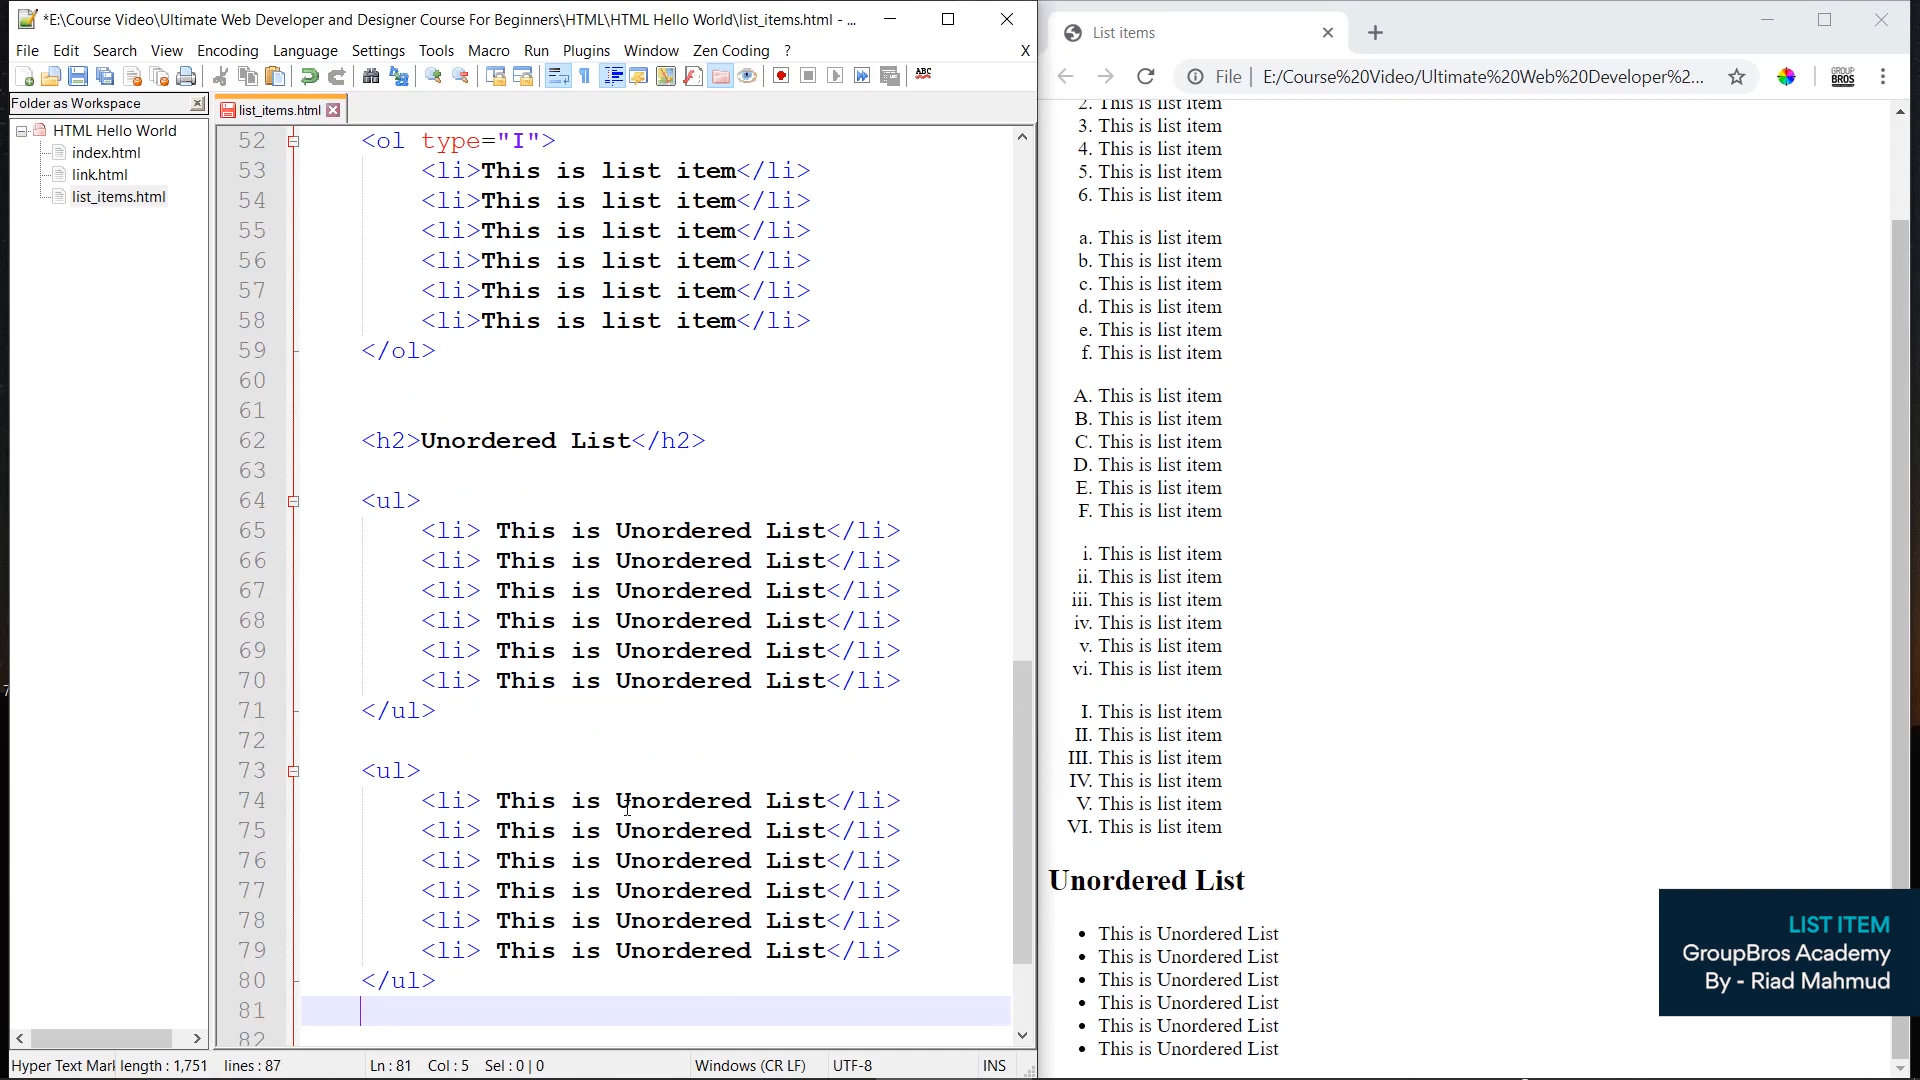 *E:\Course Video\Ultimate Web Developer and Designer Course For Beginners\HTML\HTML Hello World\list_items.html - ...
File Edit Search View Encoding Language Settings Tools Macro Run Plugins Window Zen Coding ? X
Folder as Workspace
HTML Hello World
index.html
link.html
list_items.html
list_items.html
52 <ol type="I">
53 <li>This is list item</li>
54 <li>This is list item</li>
55 <li>This is list item</li>
56 <li>This is list item</li>
57 <li>This is list item</li>
58 <li>This is list item</li>
59 </ol>
60
61
62 <h2>Unordered List</h2>
63
64 <ul>
65 <li> This is Unordered List</li>
66 <li> This is Unordered List</li>
67 <li> This is Unordered List</li>
68 <li> This is Unordered List</li>
69 <li> This is Unordered List</li>
70 <li> This is Unordered List</li>
71 </ul>
72
73 <ul>
74 <li> This is Unordered List</li>
75 <li> This is Unordered List</li>
76 <li> This is Unordered List</li>
77 <li> This is Unordered List</li>
78 <li> This is Unordered List</li>
79 <li> This is Unordered List</li>
80 </ul>
81
82
Hyper Text Mar length : 1,751 lines : 87 Ln : 81 Col : 5 Sel : 0 | 0 Windows (CR LF) UTF-8 INS
List items
File | E:/Course%20Video/Ultimate%20Web%20Developer%2...
GROUP BROS
2. This is list item
3. This is list item
4. This is list item
5. This is list item
6. This is list item
a. This is list item
b. This is list item
c. This is list item
d. This is list item
e. This is list item
f. This is list item
A. This is list item
B. This is list item
C. This is list item
D. This is list item
E. This is list item
F. This is list item
i. This is list item
ii. This is list item
iii. This is list item
iv. This is list item
v. This is list item
vi. This is list item
I. This is list item
II. This is list item
III. This is list item
IV. This is list item
V. This is list item
VI. This is list item
Unordered List
• This is Unordered List
• This is Unordered List
• This is Unordered List
• This is Unordered List
• This is Unordered List
• This is Unordered List
LIST ITEM
GroupBros Academy
By - Riad Mahmud